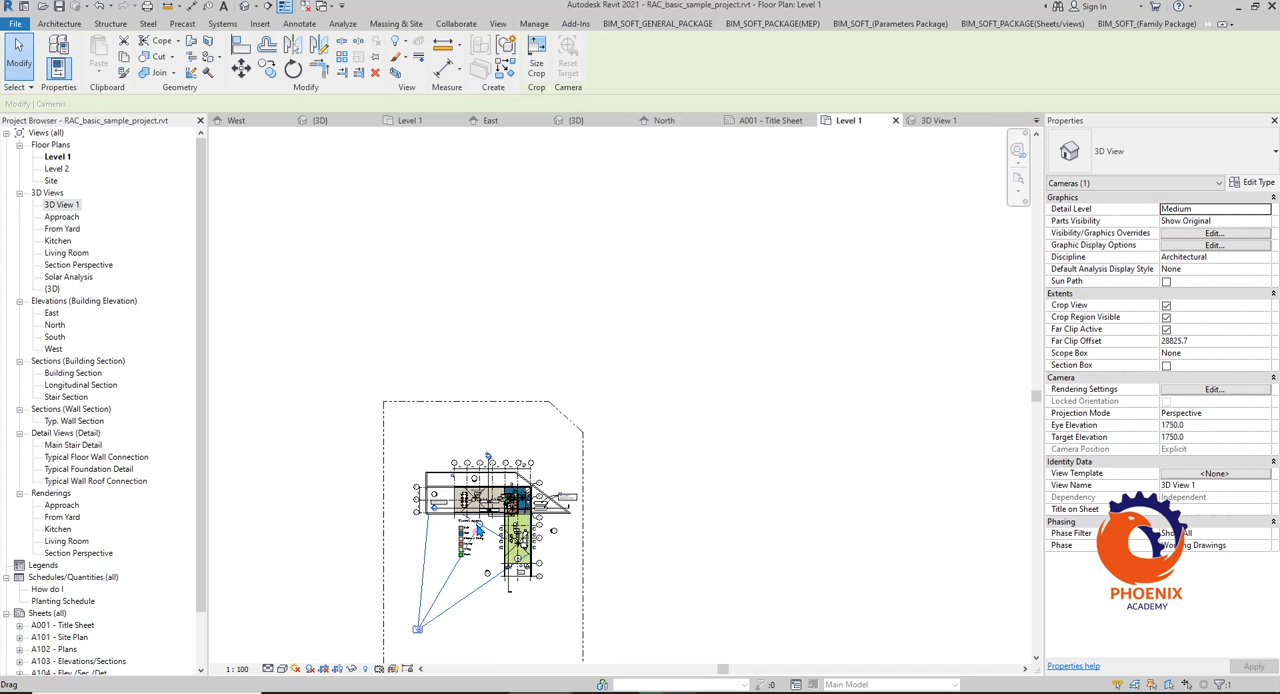 Autodesk Revit 2021 - RAC_basic_sample_project.rvt - Floor Plan: Level 1
Sign In
File Architecture Structure Steel Precast Systems Insert Annotate Analyze Massing & Site Collaborate View Manage Add-Ins BIM_SOFT_GENERAL_PACKAGE BIM_SOFT_PACKAGE(MEP) BIM_SOFT_(Parameters Package) BIM_SOFT_PACKAGE(Sheets/views) BIM_SOFT_(Family Package)
Modify Paste Cope Cut Join Size Crop Reset Target
Select Properties Clipboard Geometry Modify View Measure Create Crop Camera
Modify | Cameras
Project Browser - RAC_basic_sample_project.rvt
West {3D} Level 1 East {3D} North A001 - Title Sheet Level 1 3D View 1
Views (all)
Floor Plans
Level 1
Level 2
Site
3D Views
3D View 1
Approach
From Yard
Kitchen
Living Room
Section Perspective
Solar Analysis
{3D}
Elevations (Building Elevation)
East
North
South
West
Sections (Building Section)
Building Section
Longitudinal Section
Stair Section
Sections (Wall Section)
Typ. Wall Section
Detail Views (Detail)
Main Stair Detail
Typical Floor Wall Connection
Typical Foundation Detail
Typical Wall Roof Connection
Renderings
Approach
From Yard
Kitchen
Living Room
Section Perspective
Legends
Schedules/Quantities (all)
How do I
Planting Schedule
Sheets (all)
A001 - Title Sheet
A101 - Site Plan
A102 - Plans
A103 - Elevations/Sections
A104 - Elev./Sec./Det.
Properties
3D View
Cameras (1) Edit Type
Graphics
Detail Level Medium
Parts Visibility Show Original
Visibility/Graphics Overrides Edit...
Graphic Display Options Edit...
Discipline Architectural
Default Analysis Display Style None
Sun Path
Extents
Crop View
Crop Region Visible
Far Clip Active
Far Clip Offset 28825.7
Scope Box None
Section Box
Camera
Rendering Settings Edit...
Locked Orientation
Projection Mode Perspective
Eye Elevation 1750.0
Target Elevation 1750.0
Camera Position Explicit
Identity Data
View Template <None>
View Name 3D View 1
Dependency Independent
Title on Sheet
Phasing
Phase Filter Show All
Phase Working Drawings
PHOENIX
ACADEMY
Properties help Apply
1 : 100
Drag :0 Main Model :1